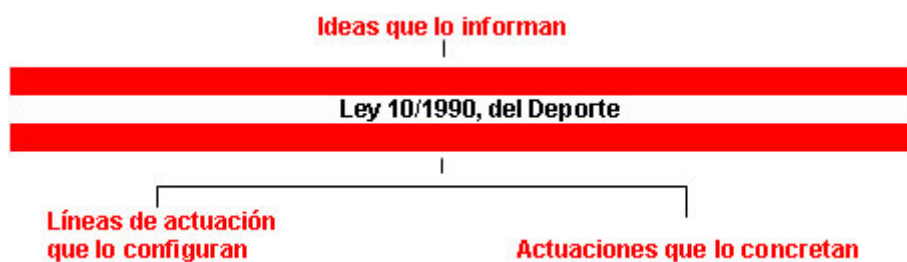 Ideas que lo informan
Ley 10/1990, del Deporte
Líneas de actuación
que lo configuran
Actuaciones que lo concretan